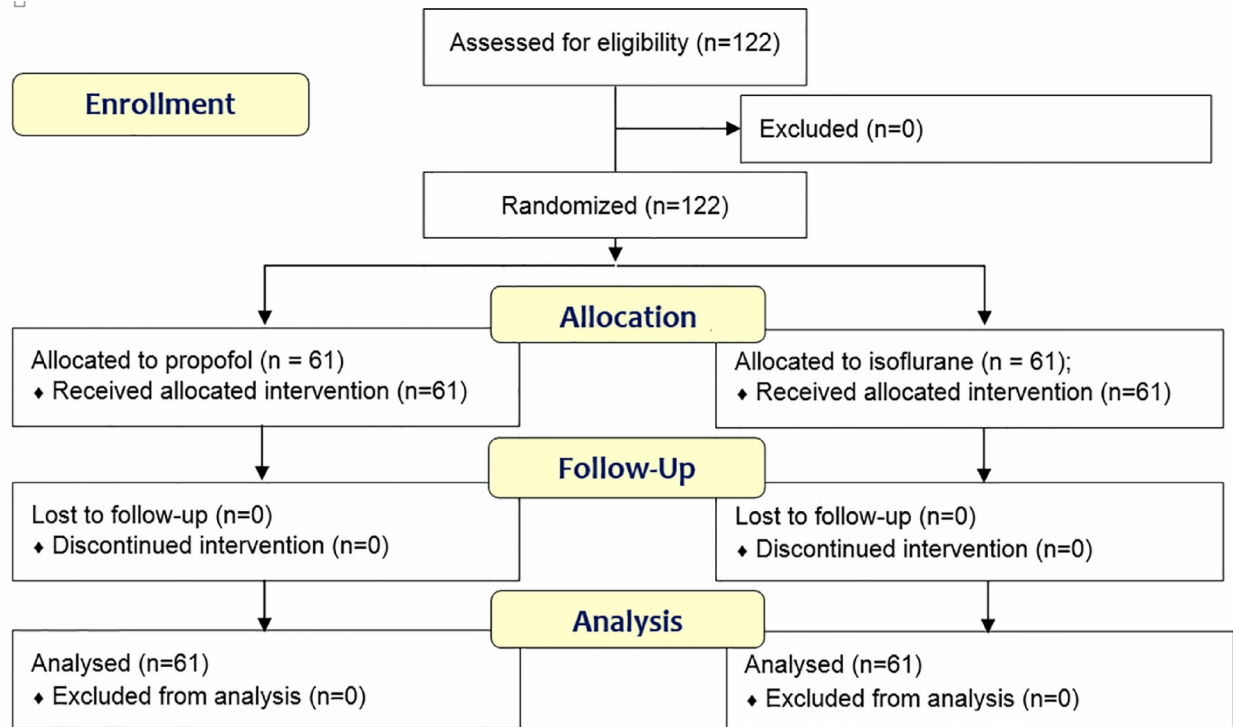 Assessed for eligibility (n=122)
Enrollment
Excluded (n=0)
Randomized (n=122)
Allocation
Allocated to propofol (n = 61)
♦ Received allocated intervention (n=61)
Allocated to isoflurane (n = 61);
♦ Received allocated intervention (n=61)
Follow-Up
Lost to follow-up (n=0)
♦ Discontinued intervention (n=0)
Lost to follow-up (n=0)
♦ Discontinued intervention (n=0)
Analysis
Analysed (n=61)
♦ Excluded from analysis (n=0)
Analysed (n=61)
♦ Excluded from analysis (n=0)